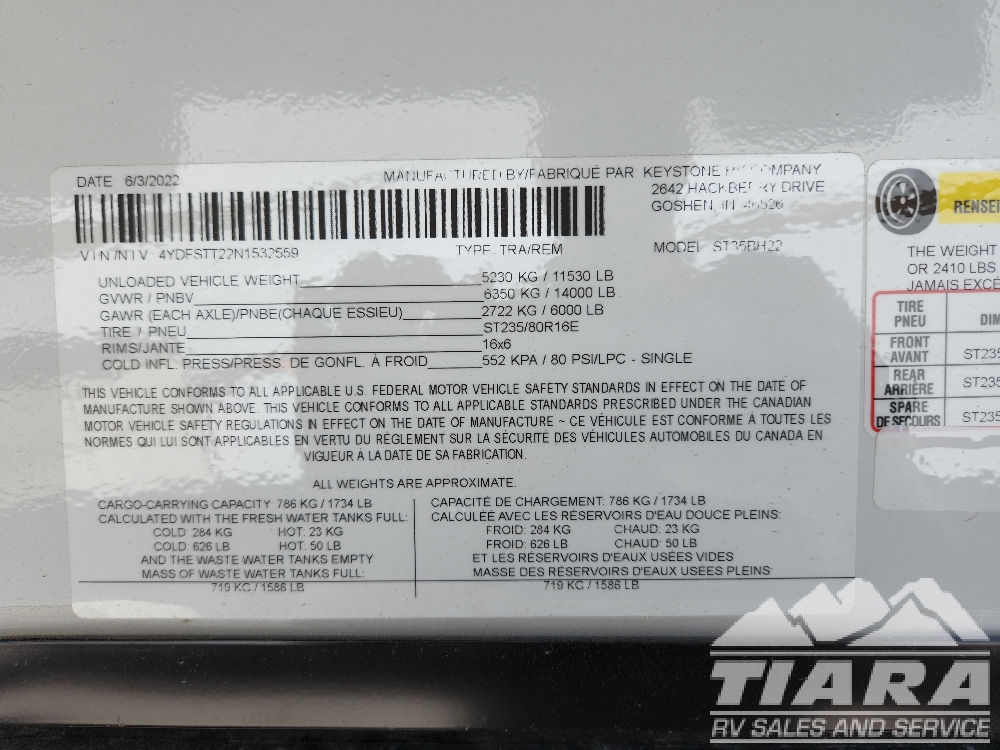 DATE 6/3/2022 MANUFACTURED BY/FABRIQUÉ PAR KEYSTONE RV COMPANY
2642 HACKBERRY DRIVE
GOSHEN, IN 46526
VIN/NIV 4YDFSTT22N1532559 TYPE TRA/REM MODEL ST35BH22
UNLOADED VEHICLE WEIGHT 5230 KG / 11530 LB
GVWR / PNBV 6350 KG / 14000 LB
GAWR (EACH AXLE)/PNBE(CHAQUE ESSIEU) 2722 KG / 6000 LB
TIRE / PNEU ST235/80R16E
RIMS/JANTE 16x6
COLD INFL. PRESS/PRESS. DE GONFL. À FROID 552 KPA / 80 PSI/LPC - SINGLE
THIS VEHICLE CONFORMS TO ALL APPLICABLE U.S. FEDERAL MOTOR VEHICLE SAFETY STANDARDS IN EFFECT ON THE DATE OF
MANUFACTURE SHOWN ABOVE. THIS VEHICLE CONFORMS TO ALL APPLICABLE STANDARDS PRESCRIBED UNDER THE CANADIAN
MOTOR VEHICLE SAFETY REGULATIONS IN EFFECT ON THE DATE OF MANUFACTURE ~ CE VÉHICULE EST CONFORME À TOUTES LES
NORMES QUI LUI SONT APPLICABLES EN VERTU DU RÈGLEMENT SUR LA SÉCURITÉ DES VÉHICULES AUTOMOBILES DU CANADA EN
VIGUEUR À LA DATE DE SA FABRICATION.
ALL WEIGHTS ARE APPROXIMATE.
CARGO-CARRYING CAPACITY: 786 KG / 1734 LB
CALCULATED WITH THE FRESH WATER TANKS FULL:
COLD: 284 KG HOT: 23 KG
COLD: 626 LB HOT: 50 LB
AND THE WASTE WATER TANKS EMPTY
MASS OF WASTE WATER TANKS FULL:
719 KG / 1586 LB
CAPACITÉ DE CHARGEMENT: 786 KG / 1734 LB
CALCULÉE AVEC LES RÉSERVOIRS D'EAU DOUCE PLEINS:
FROID: 284 KG CHAUD: 23 KG
FROID: 626 LB CHAUD: 50 LB
ET LES RÉSERVOIRS D'EAUX USÉES VIDES
MASSE DES RÉSERVOIRS D'EAUX USÉES PLEINS:
719 KG / 1586 LB
RENSEI
THE WEIGHT
OR 2410 LBS
JAMAIS EXCÉ
TIRE
PNEU DIM
FRONT
AVANT ST235
REAR
ARRIÈRE ST235
SPARE
DE SECOURS ST235
TIARA
RV SALES AND SERVICE